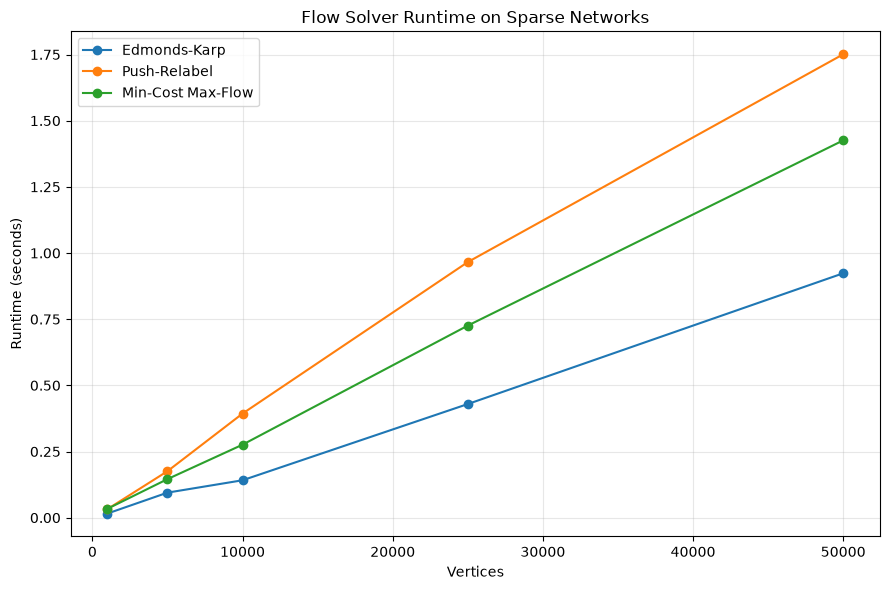 Flow Solver Runtime on Sparse Networks
Edmonds-Karp
Push-Relabel
Min-Cost Max-Flow
Runtime (seconds)
1.75
1.50
1.25
1.00
0.75
0.50
0.25
0.00
0 10000 20000 30000 40000 50000
Vertices